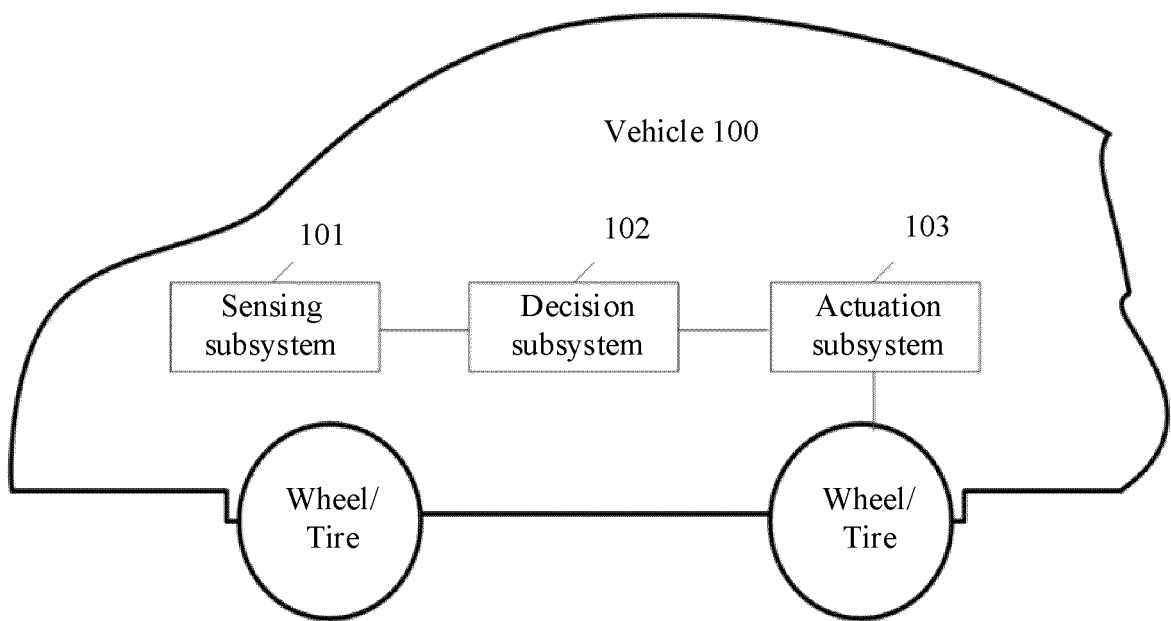 Vehicle 100
101
102
103
Sensing
subsystem
Decision
subsystem
Actuation
subsystem
Wheel/
Tire
Wheel/
Tire